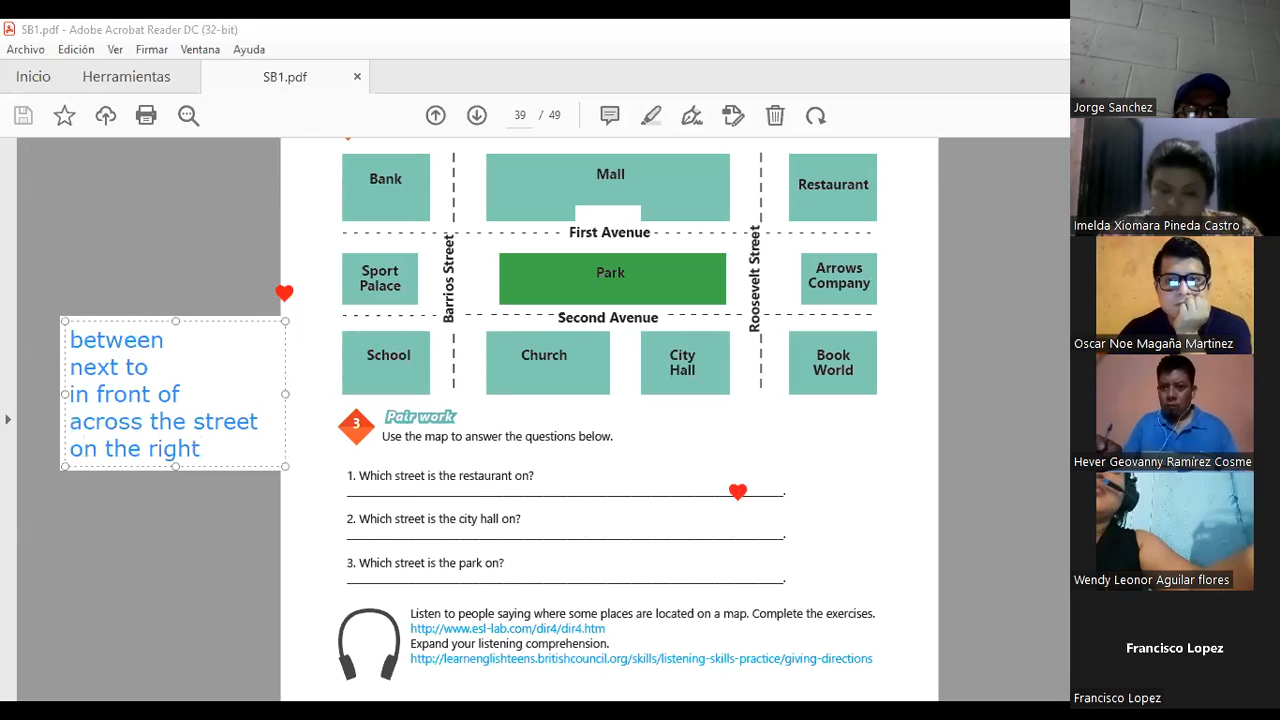 SB1.pdf - Adobe Acrobat Reader DC (32-bit)
Archivo Edición Ver Firmar Ventana Ayuda
Inicio Herramientas SB1.pdf ×
39 / 49
Bank Mall Restaurant
First Avenue
Barrios Street
Roosevelt Street
Sport Palace
Park
Arrows Company
Second Avenue
School Church City Hall Book World
between
next to
in front of
across the street
on the right
3 Pair work
Use the map to answer the questions below.
1. Which street is the restaurant on?
2. Which street is the city hall on?
3. Which street is the park on?
Listen to people saying where some places are located on a map. Complete the exercises.
http://www.esl-lab.com/dir4/dir4.htm
Expand your listening comprehension.
http://learnenglishteens.britishcouncil.org/skills/listening-skills-practice/giving-directions
Jorge Sanchez
Imelda Xiomara Pineda Castro
Oscar Noe Magaña Martinez
Hever Geovanny Ramírez Cosme
Wendy Leonor Aguilar flores
Francisco Lopez
Francisco Lopez